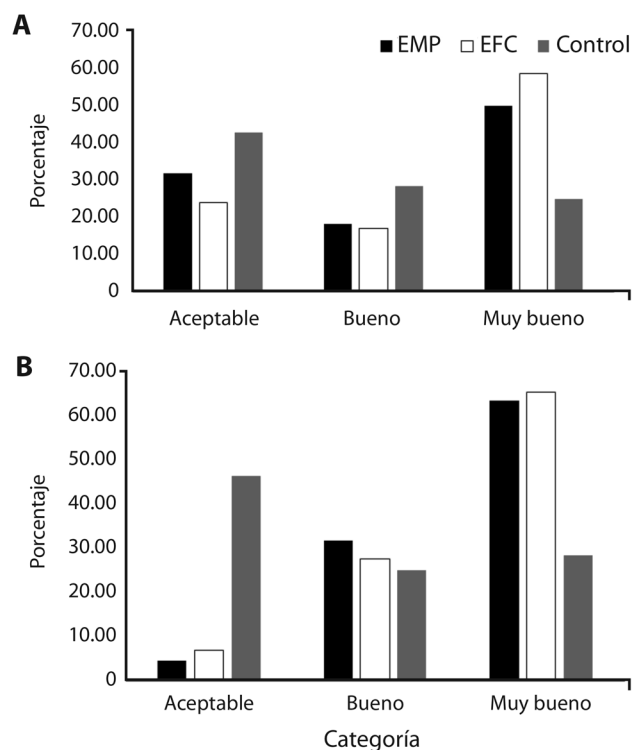 A
EMP EFC Control
70.00
60.00
50.00
40.00
30.00
20.00
10.00
0
Porcentaje
Aceptable Bueno Muy bueno
B
70.00
60.00
50.00
40.00
30.00
20.00
10.00
0
Porcentaje
Aceptable Bueno Muy bueno
Categoría